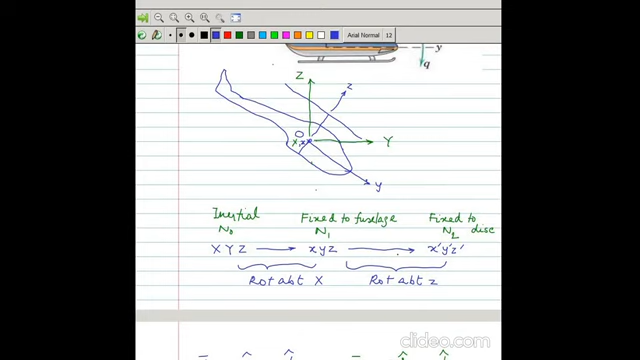 Arial Normal 12
y
q
Z
z
O
X,x
Y
y
Inertial Fixed to fuselage Fixed to
N₀ N₁ N₂ disc
XYZ → xyz → x'y'z'
Rot abt X Rot abt z
clideo.com